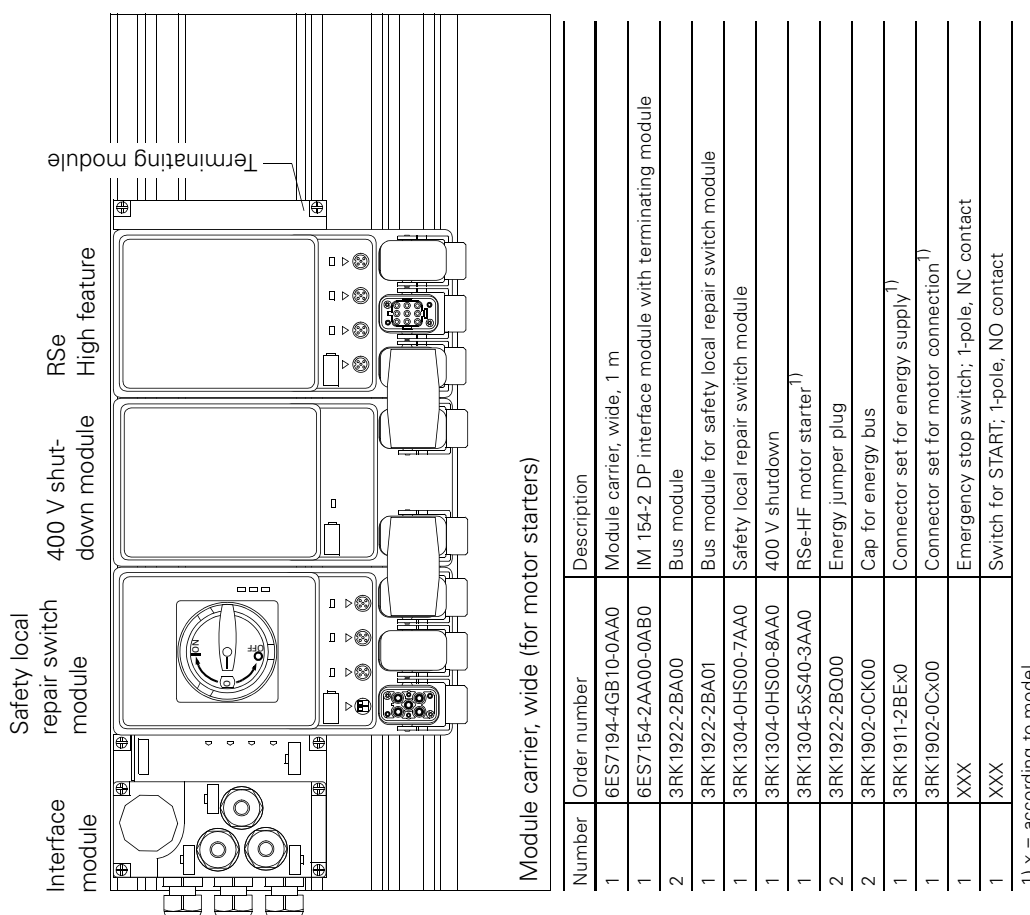 Interface
module
Safety local
repair switch
module
400 V shut-
down module
RSe
High feature
Terminating module
ON
OFF
Module carrier, wide (for motor starters)
Number Order number Description
1 6ES7194-4GB10-0AA0 Module carrier, wide, 1 m
1 6ES7154-2AA00-0AB0 IM 154-2 DP interface module with terminating module
2 3RK1922-2BA00 Bus module
1 3RK1922-2BA01 Bus module for safety local repair switch module
1 3RK1304-0HS00-7AA0 Safety local repair switch module
1 3RK1304-0HS00-8AA0 400 V shutdown
1 3RK1304-5xS40-3AA0 RSe-HF motor starter1)
2 3RK1922-2BQ00 Energy jumper plug
2 3RK1902-0CK00 Cap for energy bus
1 3RK1911-2BEx0 Connector set for energy supply1)
1 3RK1902-0Cx00 Connector set for motor connection1)
1 XXX Emergency stop switch; 1-pole, NC contact
1 XXX Switch for START; 1-pole, NO contact
1) x = according to model